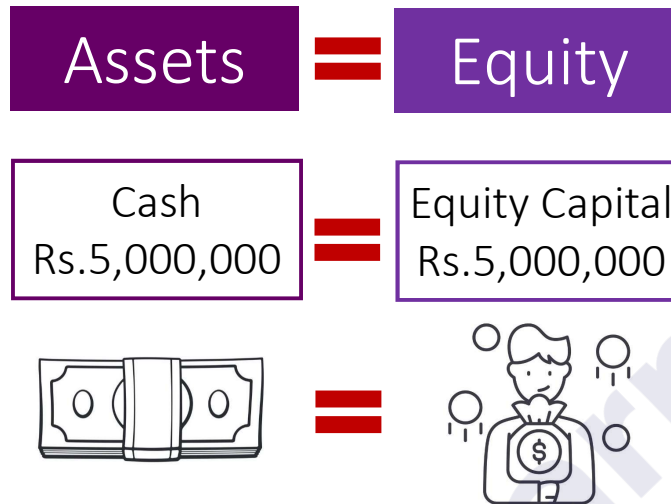 Assets = Equity
Cash
Rs.5,000,000
=
Equity Capital
Rs.5,000,000
=
$